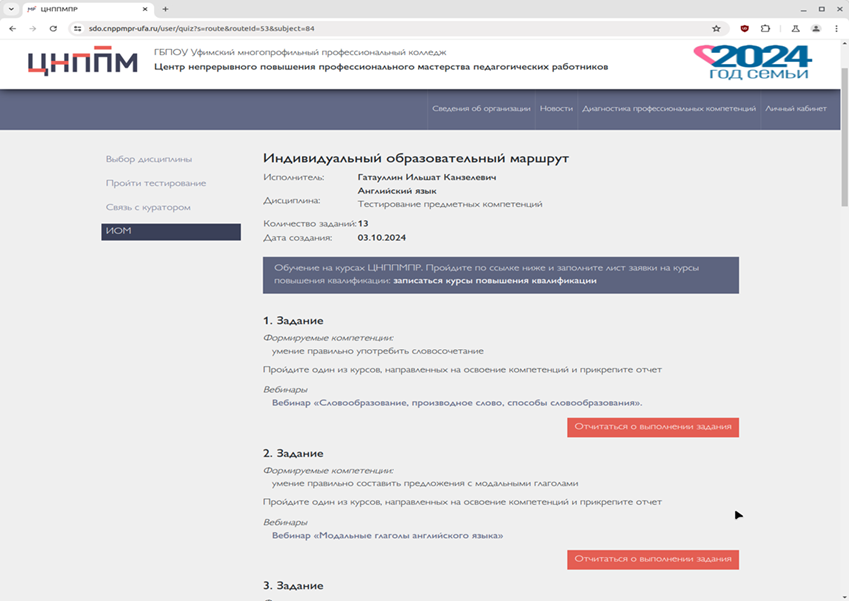 ЦНППМПР
sdo.cnppmpr-ufa.ru/user/quiz?s=route&routeId=53&subject=84
ЦНППМ
ГБПОУ Уфимский многопрофильный профессиональный колледж
Центр непрерывного повышения профессионального мастерства педагогических работников
2024
ГОД СЕМЬИ
Сведения об организации
Новости
Диагностика профессиональных компетенций
Личный кабинет
Выбор дисциплины
Пройти тестирование
Связь с куратором
ИОМ
Индивидуальный образовательный маршрут
Исполнитель: Гатауллин Ильшат Канзелевич
Английский язык
Дисциплина:
Тестирование предметных компетенций
Количество заданий: 13
Дата создания: 03.10.2024
Обучение на курсах ЦНППМПР. Пройдите по ссылке ниже и заполните лист заявки на курсы
повышения квалификации: записаться курсы повышения квалификации
1. Задание
Формируемые компетенции:
умение правильно употребить словосочетание
Пройдите один из курсов, направленных на освоение компетенций и прикрепите отчет
Вебинары
Вебинар «Словообразование, производное слово, способы словообразования».
Отчитаться о выполнении задания
2. Задание
Формируемые компетенции:
умение правильно составить предложения с модальными глаголами
Пройдите один из курсов, направленных на освоение компетенций и прикрепите отчет
Вебинары
Вебинар «Модальные глаголы английского языка»
Отчитаться о выполнении задания
3. Задание